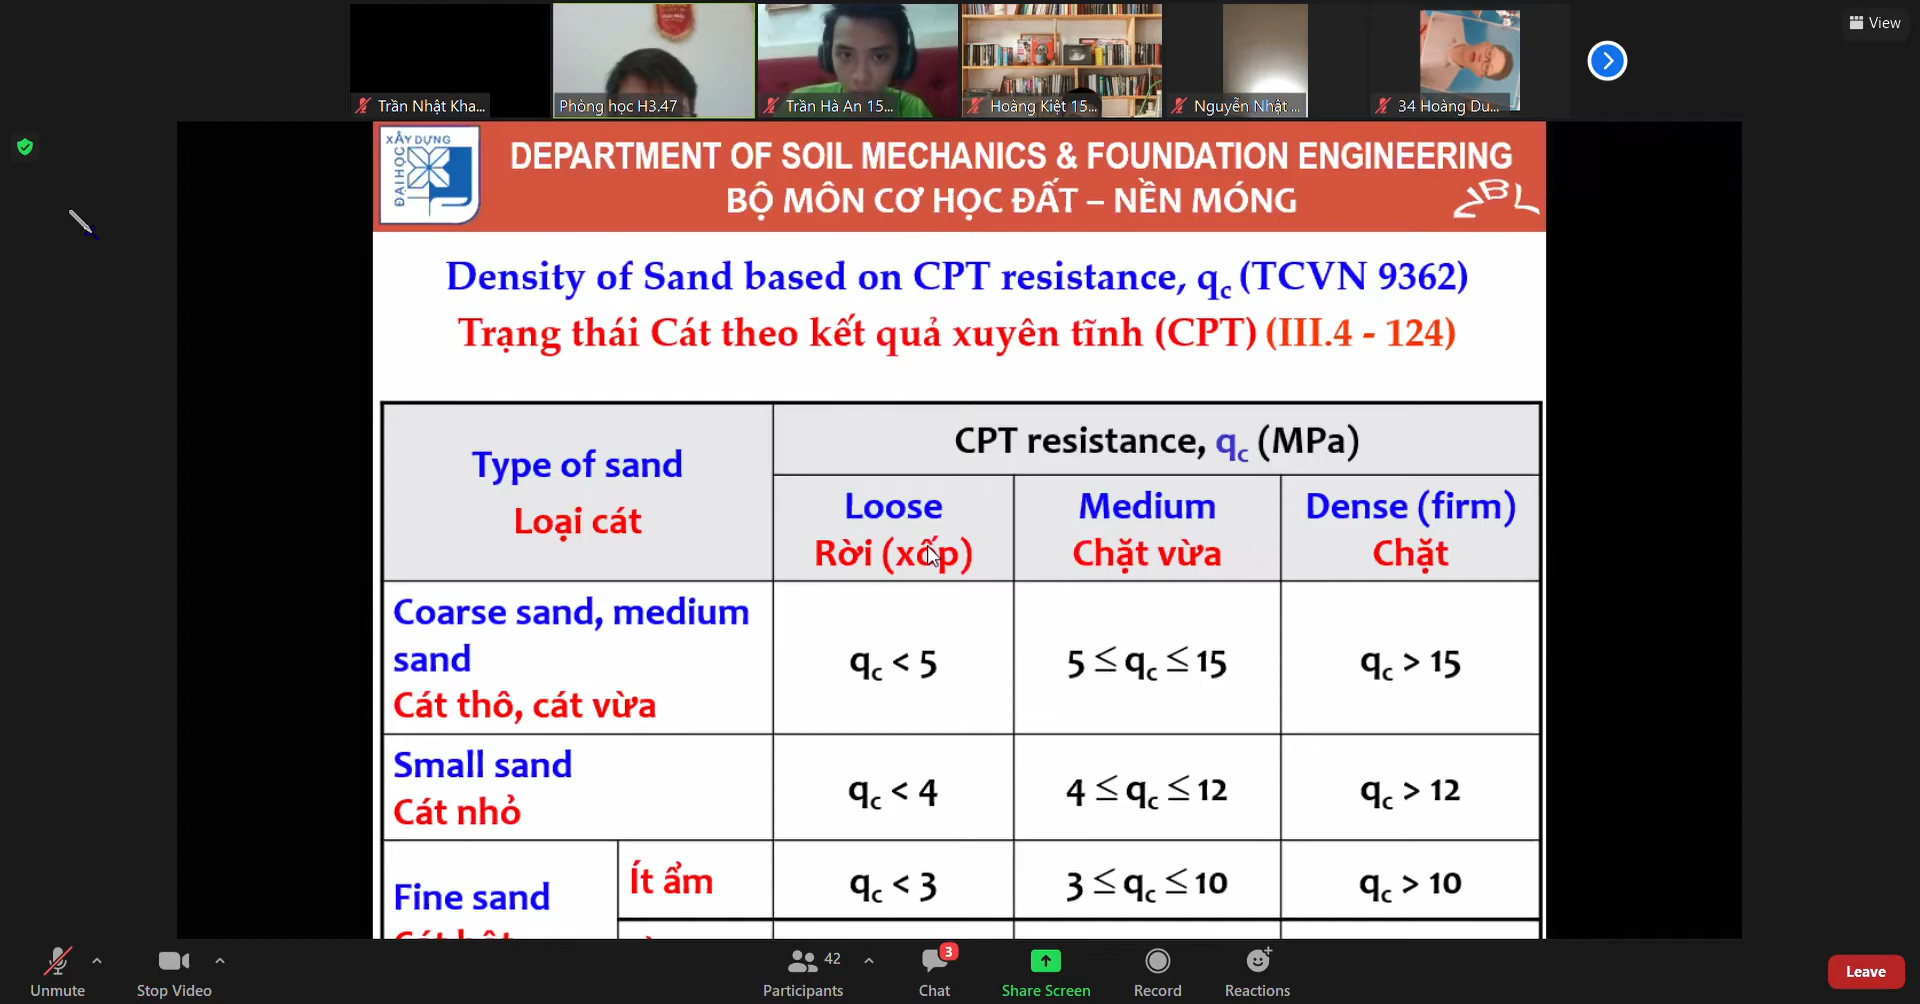 View
Trần Nhật Kha...
Phòng học H3.47
Trần Hà An 15...
Hoàng Kiệt 15...
Nguyễn Nhật ...
34 Hoàng Du...
XÂY DỰNG
ĐẠI HỌC
DEPARTMENT OF SOIL MECHANICS & FOUNDATION ENGINEERING
BỘ MÔN CƠ HỌC ĐẤT – NỀN MÓNG
Density of Sand based on CPT resistance, qc (TCVN 9362)
Trạng thái Cát theo kết quả xuyên tĩnh (CPT) (III.4 - 124)
Type of sand
Loại cát
CPT resistance, qc (MPa)
Loose
Rời (xốp)
Medium
Chặt vừa
Dense (firm)
Chặt
Coarse sand, medium
sand
Cát thô, cát vừa
qc < 5
5 ≤ qc ≤ 15
qc > 15
Small sand
Cát nhỏ
qc < 4
4 ≤ qc ≤ 12
qc > 12
Fine sand
Ít ẩm
qc < 3
3 ≤ qc ≤ 10
qc > 10
Unmute
Stop Video
42
Participants
3
Chat
Share Screen
Record
Reactions
Leave